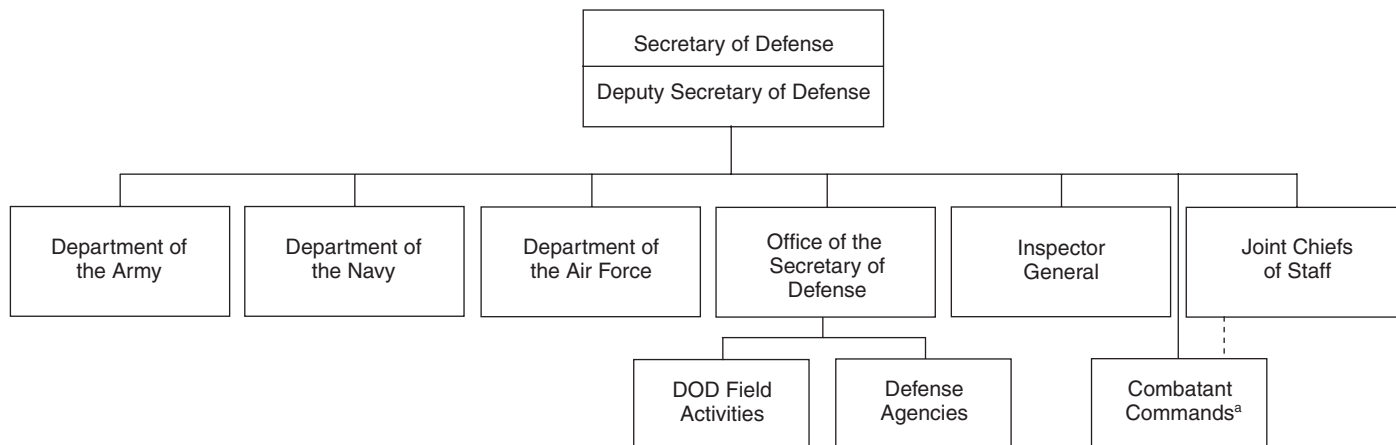 Secretary of Defense
Deputy Secretary of Defense
Department of
the Army
Department of
the Navy
Department of
the Air Force
Office of the
Secretary of
Defense
Inspector
General
Joint Chiefs
of Staff
DOD Field
Activities
Defense
Agencies
Combatant
Commandsᵃ